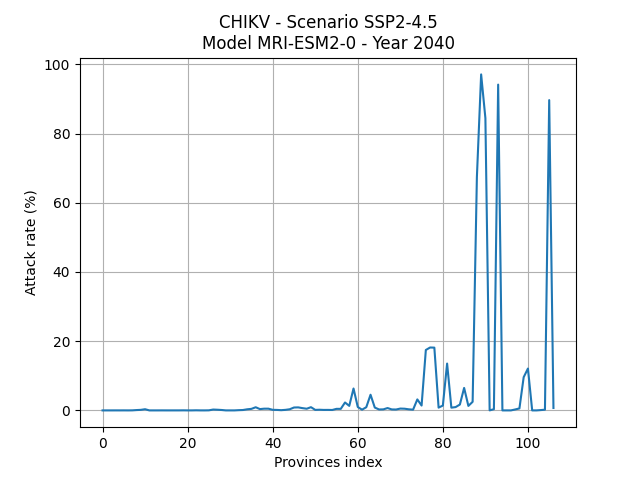 CHIKV - Scenario SSP2-4.5
Model MRI-ESM2-0 - Year 2040
100
80
60
40
20
0
Attack rate (%)
0 20 40 60 80 100
Provinces index